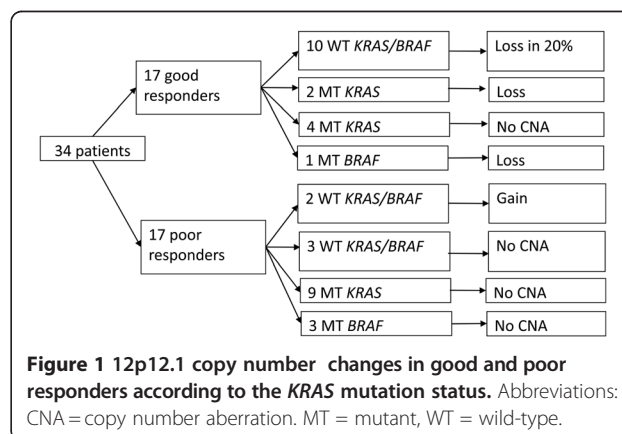 34 patients
17 good
responders
10 WT KRAS/BRAF
Loss in 20%
2 MT KRAS
Loss
4 MT KRAS
No CNA
1 MT BRAF
Loss
17 poor
responders
2 WT KRAS/BRAF
Gain
3 WT KRAS/BRAF
No CNA
9 MT KRAS
No CNA
3 MT BRAF
No CNA
Figure 1 12p12.1 copy number changes in good and poor
responders according to the KRAS mutation status. Abbreviations:
CNA = copy number aberration. MT = mutant, WT = wild-type.